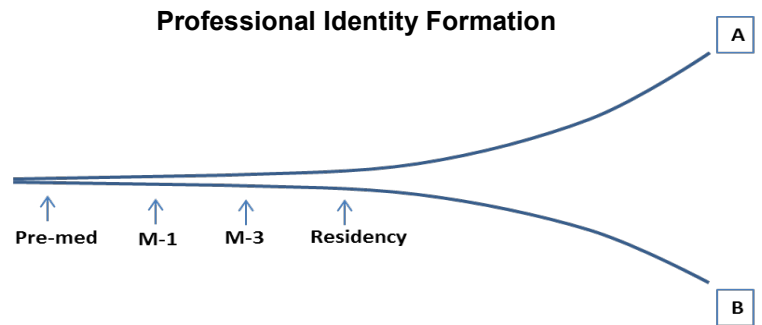 Professional Identity Formation
A
Pre-med M-1 M-3 Residency
B